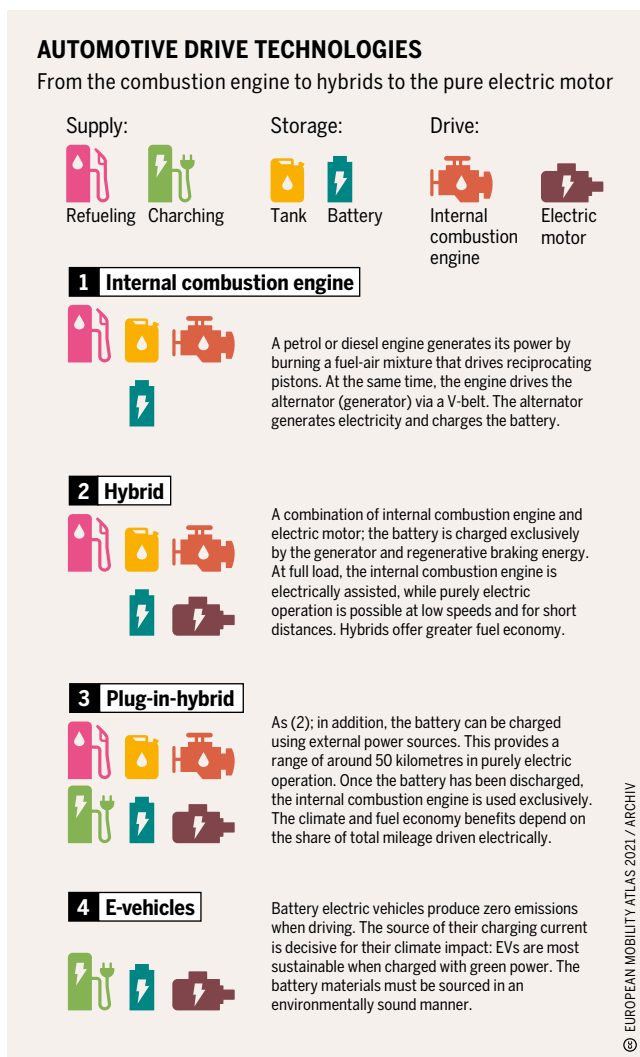 AUTOMOTIVE DRIVE TECHNOLOGIES
From the combustion engine to hybrids to the pure electric motor
Supply:
Storage:
Drive:
Refueling
Charching
Tank
Battery
Internal
combustion
engine
Electric
motor
1 Internal combustion engine
A petrol or diesel engine generates its power by
burning a fuel-air mixture that drives reciprocating
pistons. At the same time, the engine drives the
alternator (generator) via a V-belt. The alternator
generates electricity and charges the battery.
2 Hybrid
A combination of internal combustion engine and
electric motor; the battery is charged exclusively
by the generator and regenerative braking energy.
At full load, the internal combustion engine is
electrically assisted, while purely electric
operation is possible at low speeds and for short
distances. Hybrids offer greater fuel economy.
3 Plug-in-hybrid
As (2); in addition, the battery can be charged
using external power sources. This provides a
range of around 50 kilometres in purely electric
operation. Once the battery has been discharged,
the internal combustion engine is used exclusively.
The climate and fuel economy benefits depend on
the share of total mileage driven electrically.
4 E-vehicles
Battery electric vehicles produce zero emissions
when driving. The source of their charging current
is decisive for their climate impact: EVs are most
sustainable when charged with green power. The
battery materials must be sourced in an
environmentally sound manner.
EUROPEAN MOBILITY ATLAS 2021 / ARCHIV